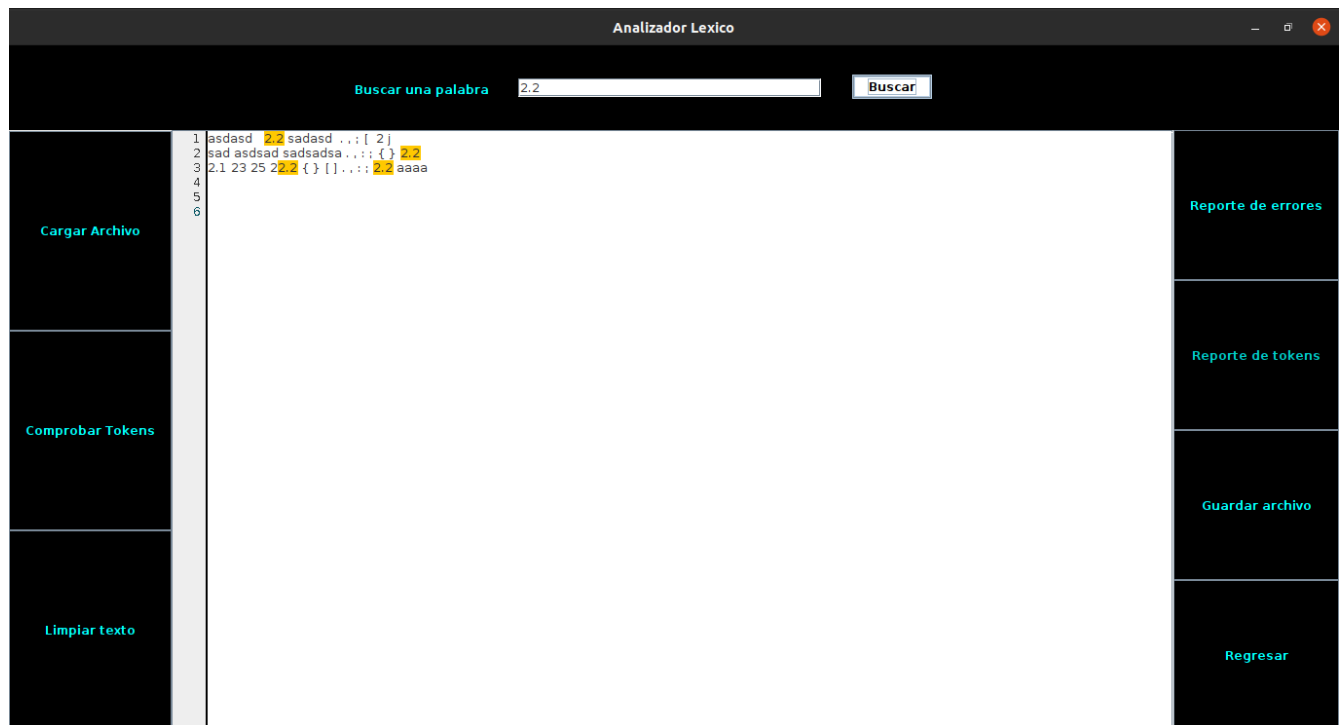 Analizador Lexico
Buscar una palabra 2.2 Buscar
1 asdasd 2.2 sadasd . , ; [ 2 j
2 sad asdsad sadsadsa . , : ; { } 2.2
3 2.1 23 25 22.2 { } [ ] . , : ; 2.2 aaaa
4
5
6
Cargar Archivo
Comprobar Tokens
Limpiar texto
Reporte de errores
Reporte de tokens
Guardar archivo
Regresar